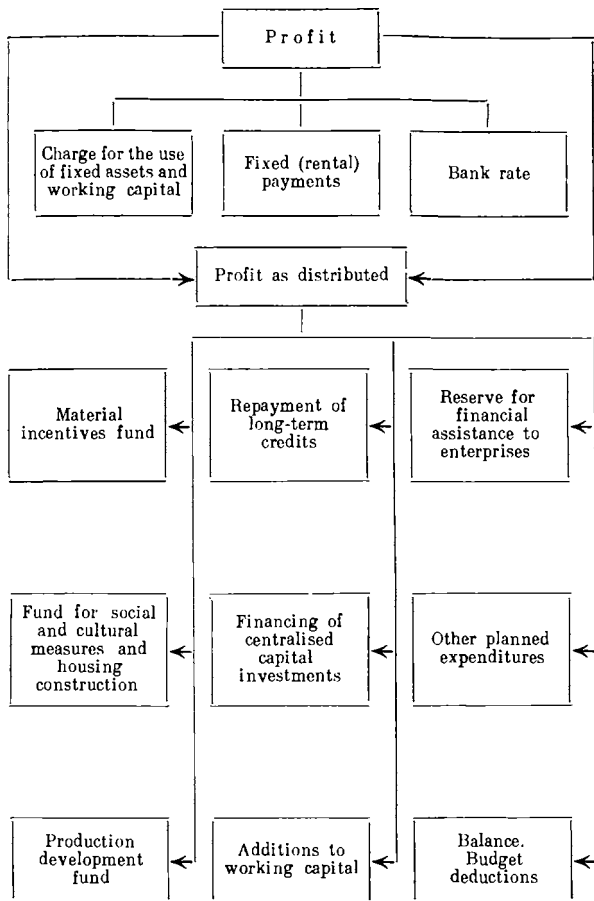 Profit
Charge for the use
of fixed assets and
working capital
Fixed (rental)
payments
Bank rate
Profit as distributed
Material
incentives fund
Repayment of
long-term
credits
Reserve for
financial
assistance to
enterprises
Fund for social
and cultural
measures and
housing
construction
Financing of
centralised
capital
investments
Other planned
expenditures
Production
development
fund
Additions to
working capital
Balance.
Budget
deductions